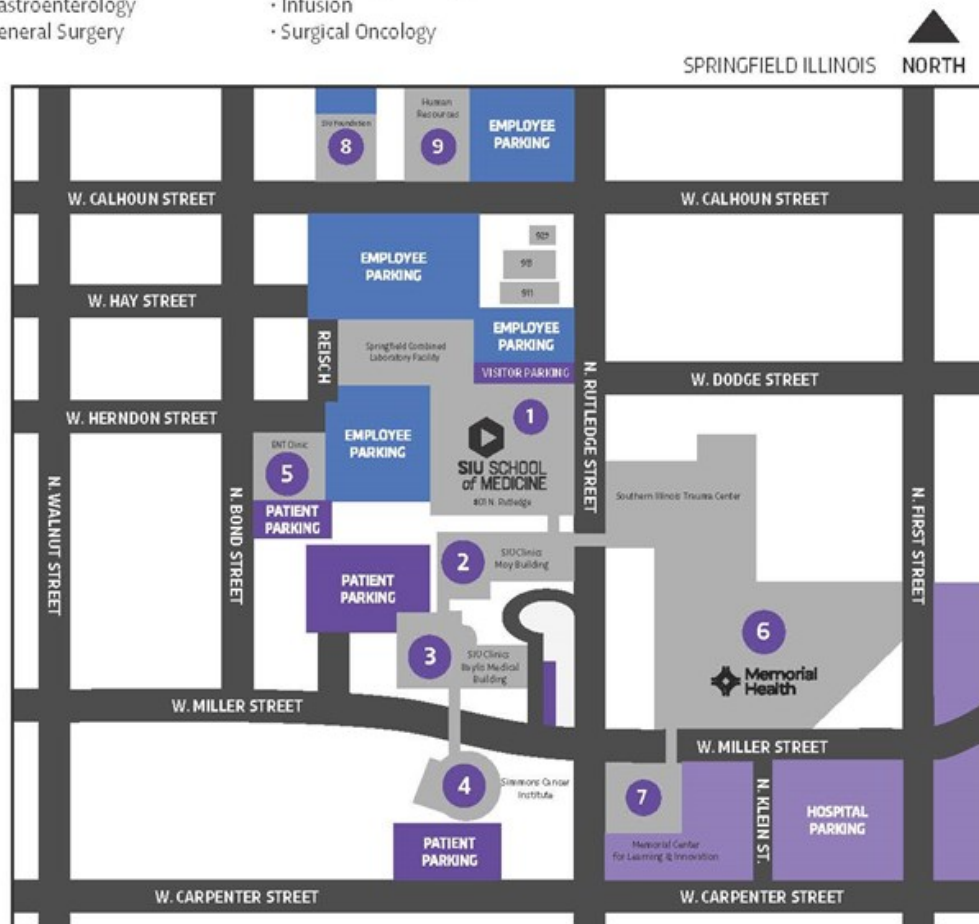 astroenterology
eneral Surgery
· Infusion
· Surgical Oncology
SPRINGFIELD ILLINOIS NORTH
SIU Foundation
8
Human
Resources
9
EMPLOYEE
PARKING
W. CALHOUN STREET
W. CALHOUN STREET
EMPLOYEE
PARKING
911
W. HAY STREET
REISCH
Springfield Combined
Laboratory Facility
EMPLOYEE
PARKING
VISITOR PARKING
N. RUTLEDGE STREET
W. DODGE STREET
W. HERNDON STREET
ENT Clinic
5
PATIENT
PARKING
EMPLOYEE
PARKING
1
SIU SCHOOL
of MEDICINE
801 N. Rutledge
Southern Illinois Trauma Center
N. WALNUT STREET
N. BOND STREET
N. FIRST STREET
2
SIU Clinics
Moy Building
PATIENT
PARKING
3
SIU Clinics
Baylis Medical
Building
6
Memorial
Health
W. MILLER STREET
W. MILLER STREET
4
Simmons Cancer
Institute
7
Memorial Center
for Learning & Innovation
N. KLEIN ST.
HOSPITAL
PARKING
PATIENT
PARKING
W. CARPENTER STREET
W. CARPENTER STREET